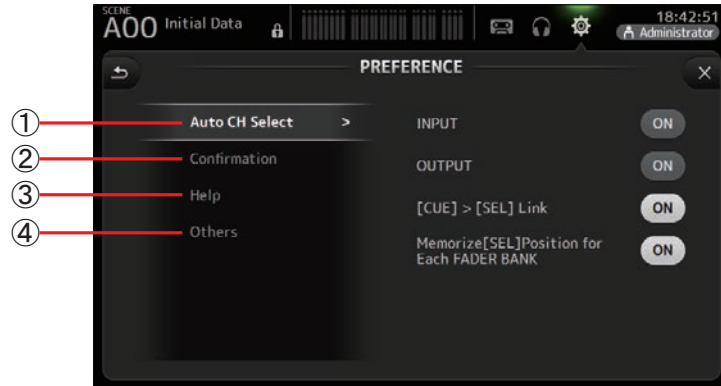 SCENE
A00 Initial Data
18:42:51
Administrator
PREFERENCE
① Auto CH Select > INPUT ON
② Confirmation OUTPUT ON
③ Help [CUE] > [SEL] Link ON
④ Others Memorize[SEL]Position for
Each FADER BANK ON